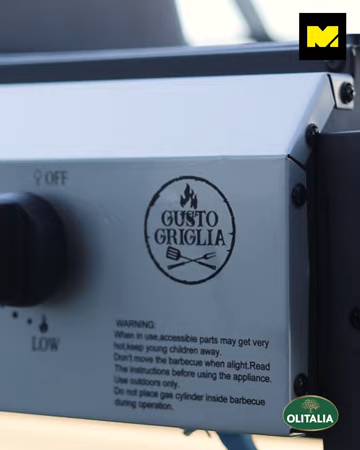 M
OFF
GUSTO
GRIGLIA
LOW
WARNING:
When in use,accessible parts may get very
hot,keep young children away.
Don't move the barbecue when alight.Read
The instructions before using the appliance.
Use outdoors only.
Do not place gas cylinder inside barbecue
during operation.
OLITALIA